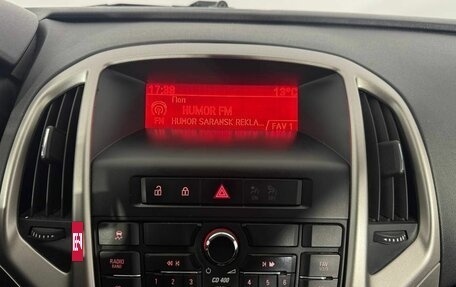 17:38 13°C
Поп
HUMOR FM
FM HUMOR SARANSK REKLA... FAV 1
RADIO BAND
FAV
CD 400